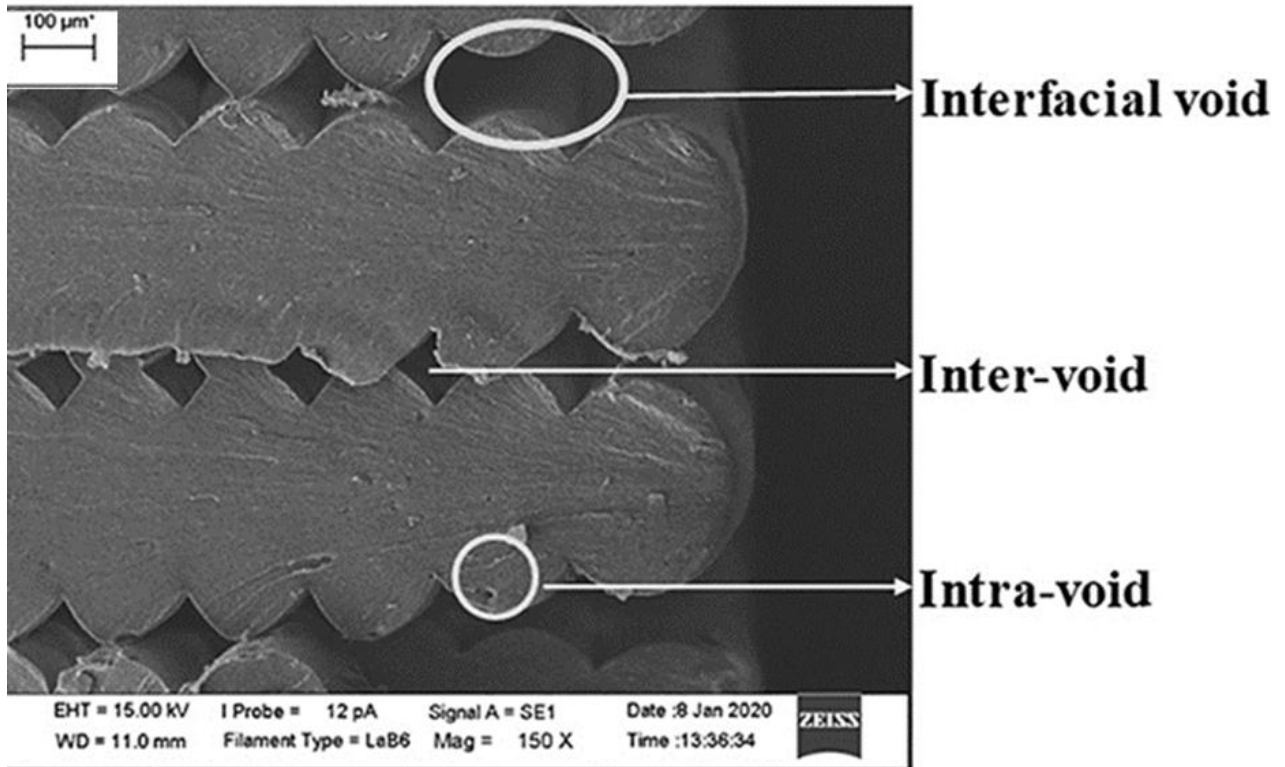 100 µm*
Interfacial void
Inter-void
Intra-void
EHT = 15.00 kV I Probe = 12 pA Signal A = SE1 Date :8 Jan 2020
WD = 11.0 mm Filament Type = LaB6 Mag = 150 X Time :13:36:34
ZEISS